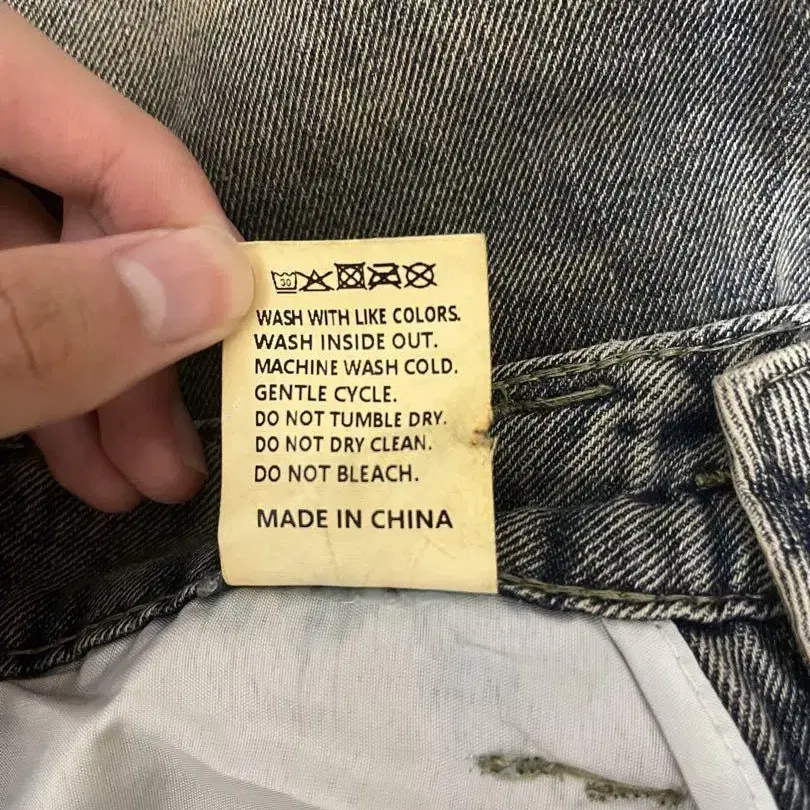 30
WASH WITH LIKE COLORS.
WASH INSIDE OUT.
MACHINE WASH COLD.
GENTLE CYCLE.
DO NOT TUMBLE DRY.
DO NOT DRY CLEAN.
DO NOT BLEACH.
MADE IN CHINA